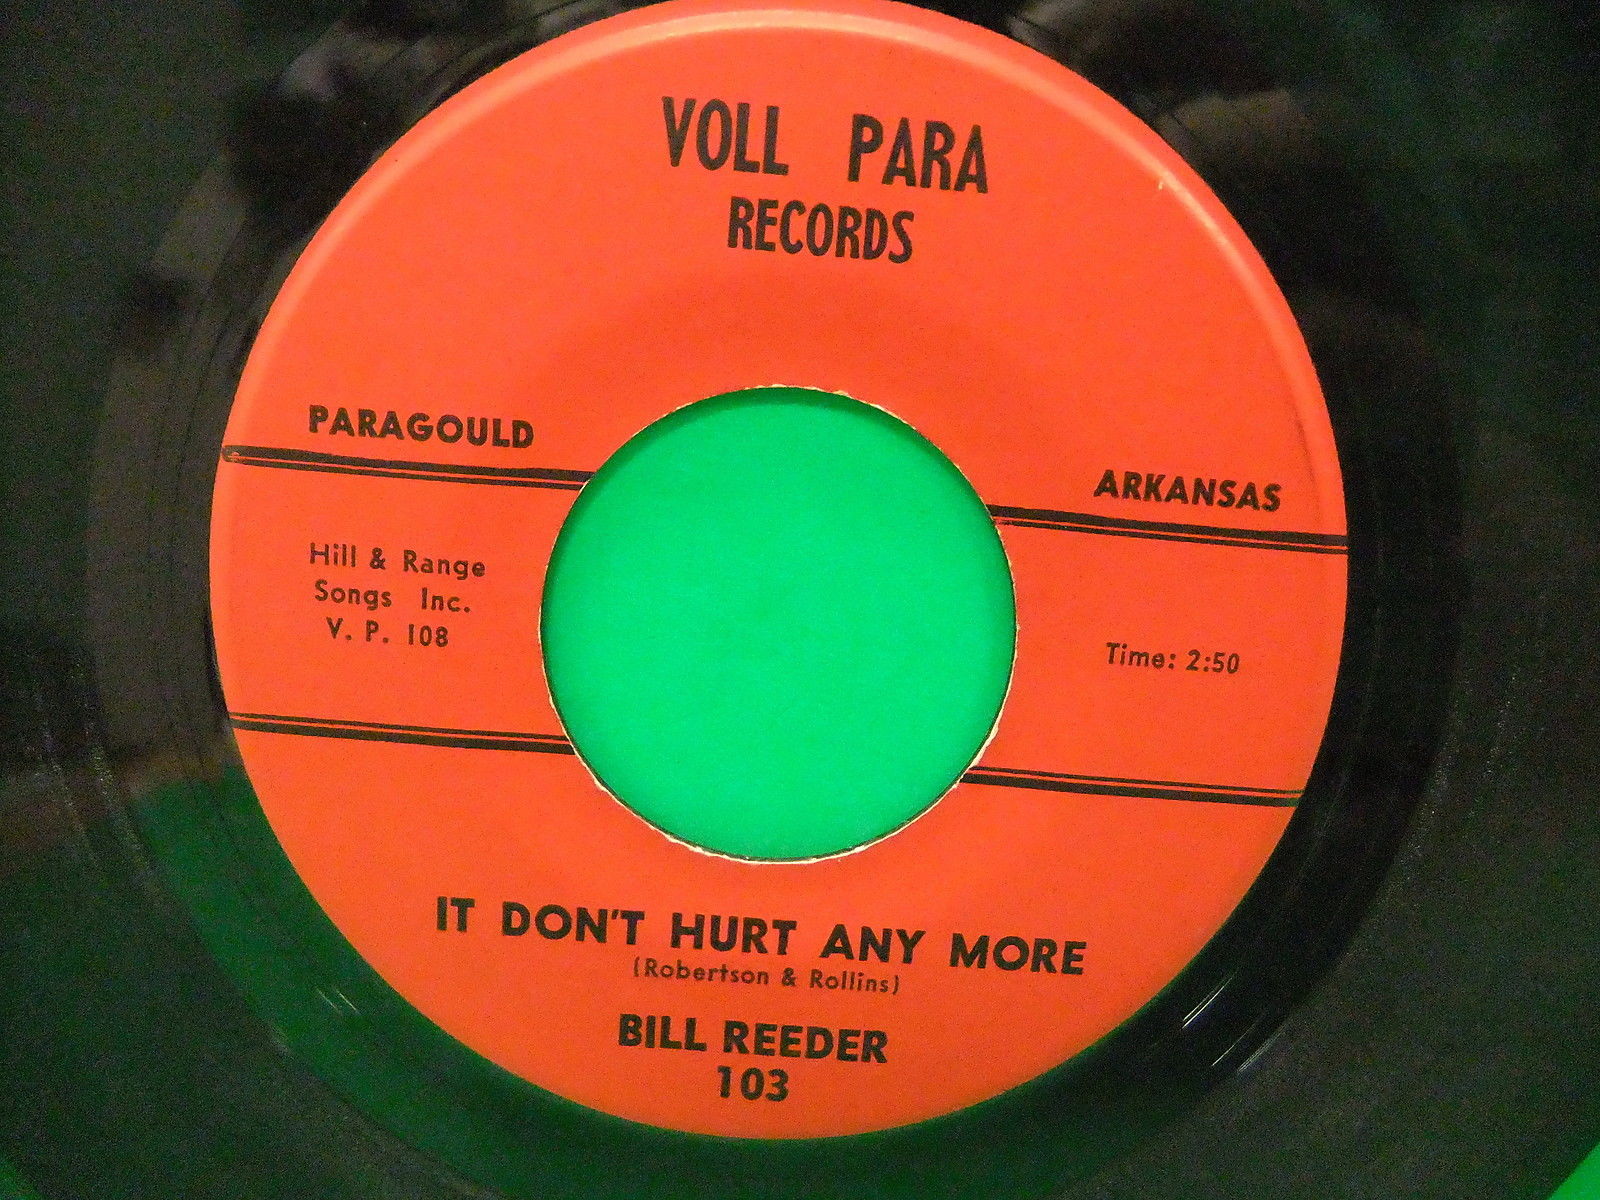 VOLL PARA
RECORDS
PARAGOULD
ARKANSAS
Hill & Range
Songs Inc.
V. P. 108
Time: 2:50
IT DON'T HURT ANY MORE
(Robertson & Rollins)
BILL REEDER
103